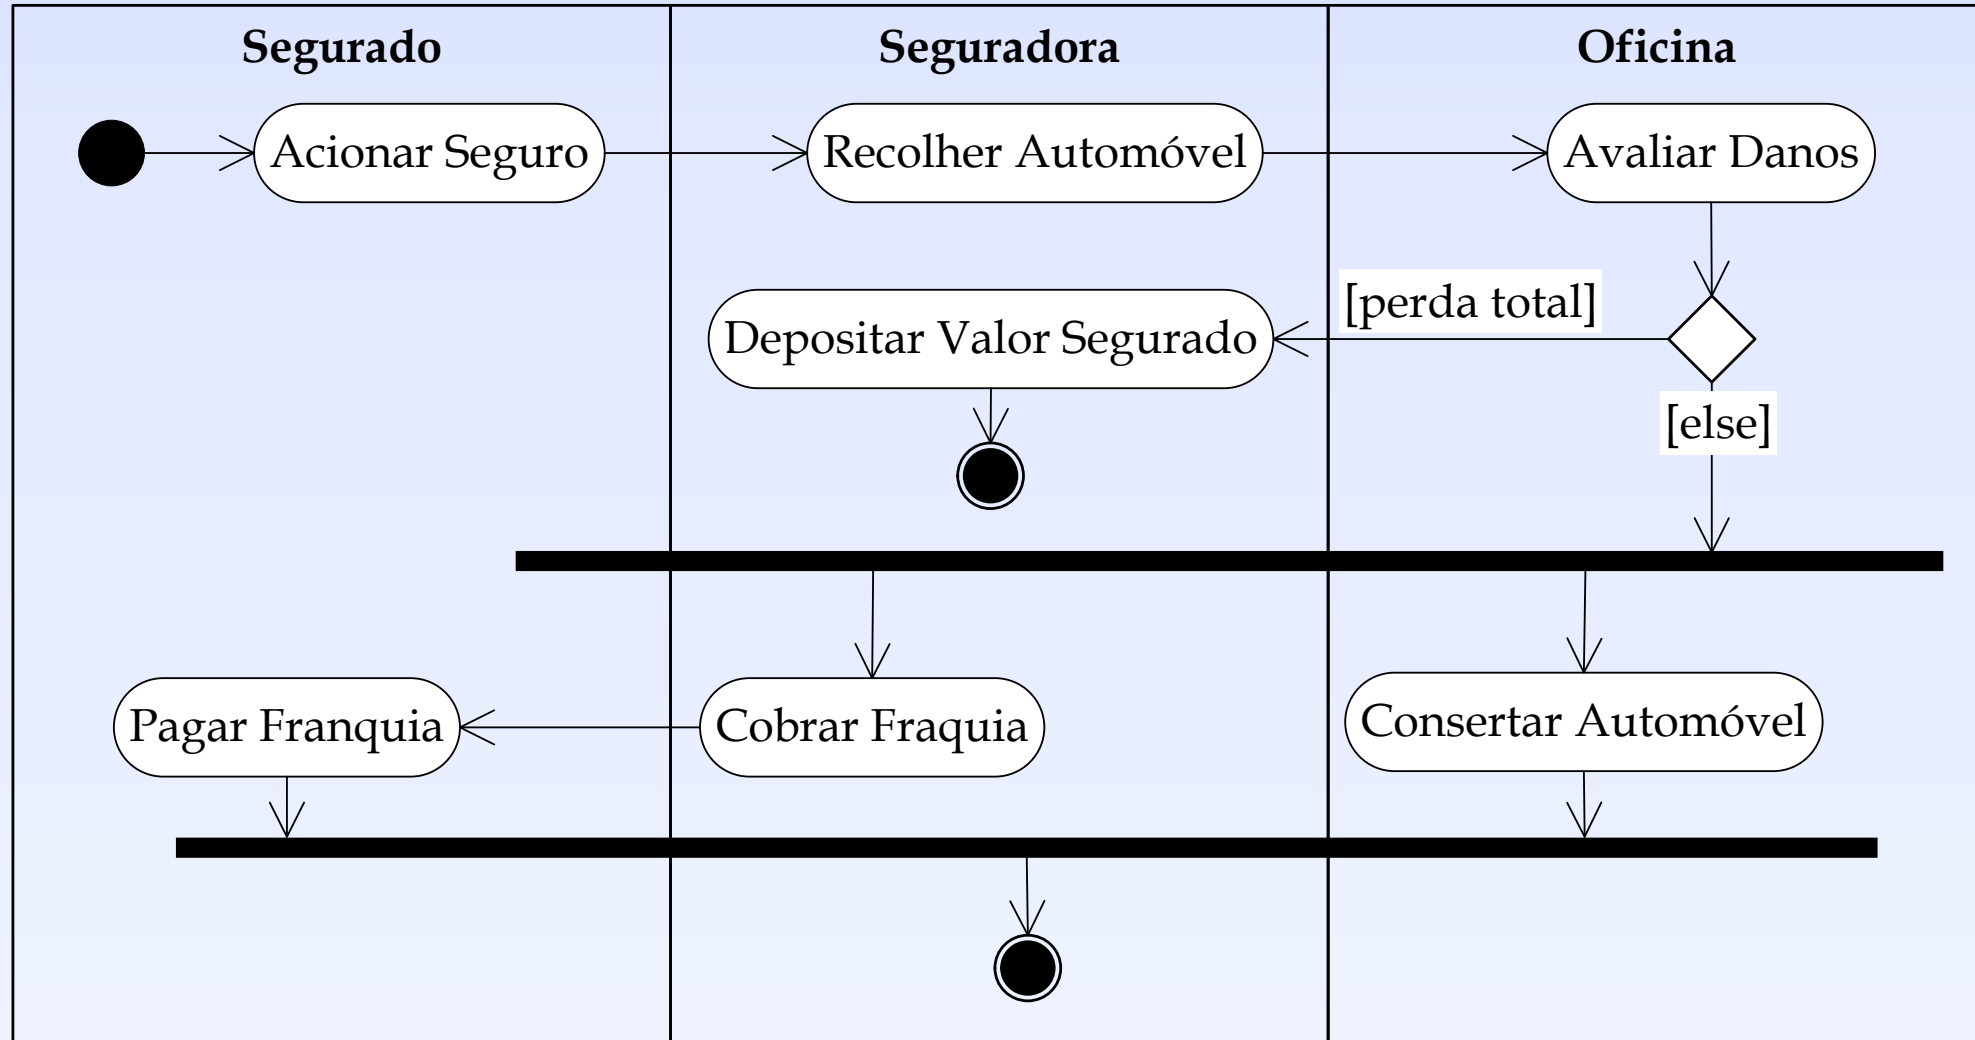 Segurado
Seguradora
Oficina
Acionar Seguro
Recolher Automóvel
Avaliar Danos
[perda total]
Depositar Valor Segurado
[else]
Pagar Franquia
Cobrar Fraquia
Consertar Automóvel